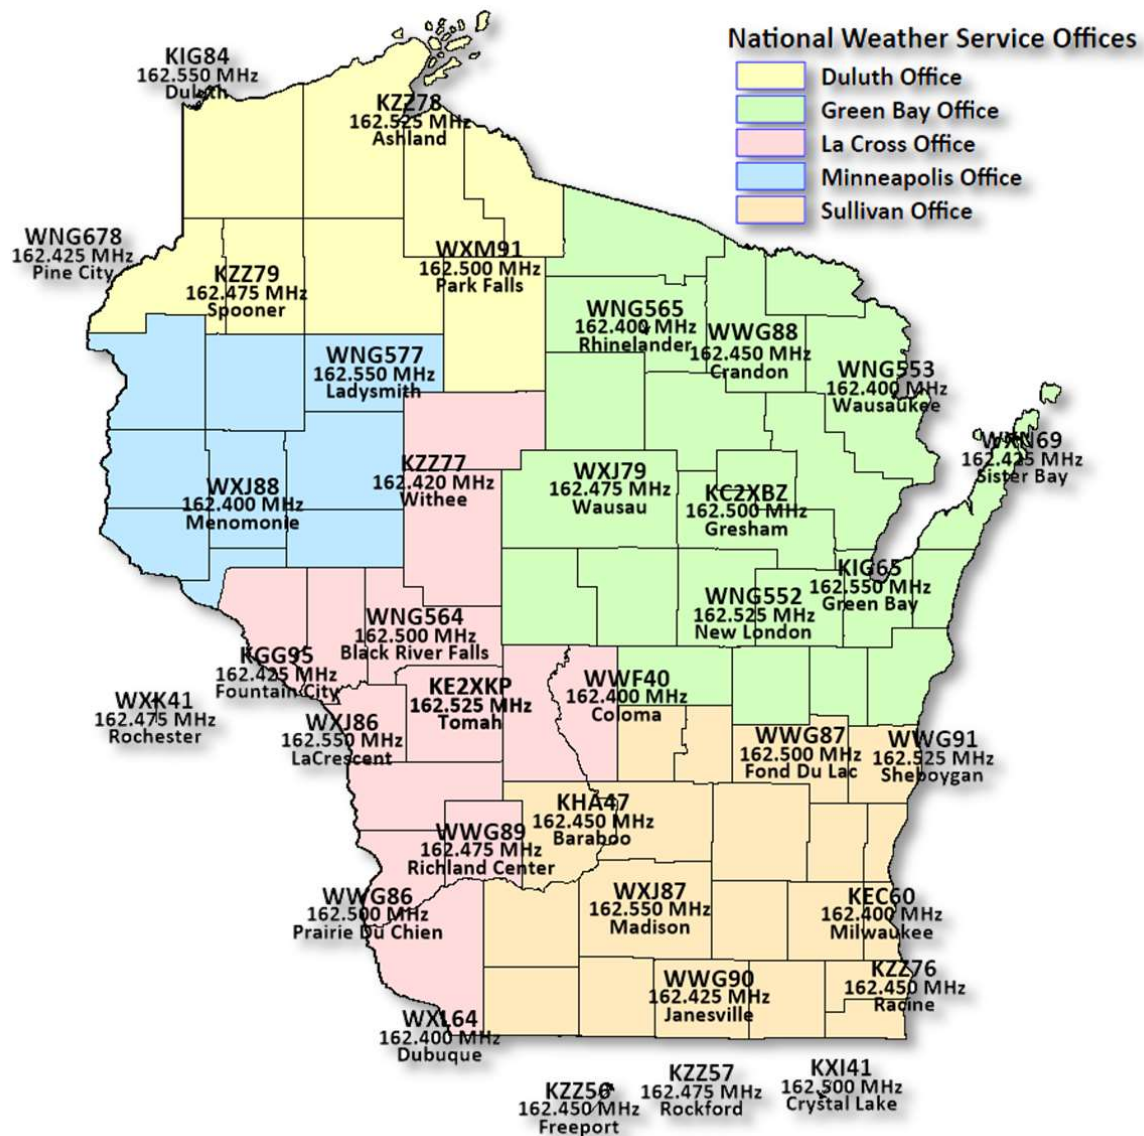 National Weather Service Offices
Duluth Office
Green Bay Office
La Cross Office
Minneapolis Office
Sullivan Office
KIG84
162.550 MHz
Duluth
KZZ78
162.525 MHz
Ashland
WNG678
162.425 MHz
Pine City
KZZ79
162.475 MHz
Spooner
WXM91
162.500 MHz
Park Falls
WNG565
162.400 MHz
Rhinelander
WWG88
162.450 MHz
Crandon
WNG577
162.550 MHz
Ladysmith
WNG553
162.400 MHz
Wausaukee
WXN69
162.425 MHz
Sister Bay
KZZ77
162.420 MHz
Withee
WXJ79
162.475 MHz
Wausau
WXJ88
162.400 MHz
Menomonie
KC2XBZ
162.500 MHz
Gresham
KIG65
162.550 MHz
Green Bay
WNG552
162.525 MHz
New London
WNG564
162.500 MHz
Black River Falls
KGG95
162.425 MHz
Fountain City
WWF40
162.400 MHz
Coloma
KE2XKP
162.525 MHz
Tomah
WXK41
162.475 MHz
Rochester
WXJ86
162.550 MHz
LaCrescent
WWG87
162.500 MHz
Fond Du Lac
WWG91
162.525 MHz
Sheboygan
KHA47
162.450 MHz
Baraboo
WWG89
162.475 MHz
Richland Center
WWG86
162.500 MHz
Prairie Du Chien
WXJ87
162.550 MHz
Madison
KEC60
162.400 MHz
Milwaukee
KZZ76
162.450 MHz
Racine
WWG90
162.425 MHz
Janesville
WXL64
162.400 MHz
Dubuque
KZZ56
162.450 MHz
Freeport
KZZ57
162.475 MHz
Rockford
KXI41
162.500 MHz
Crystal Lake